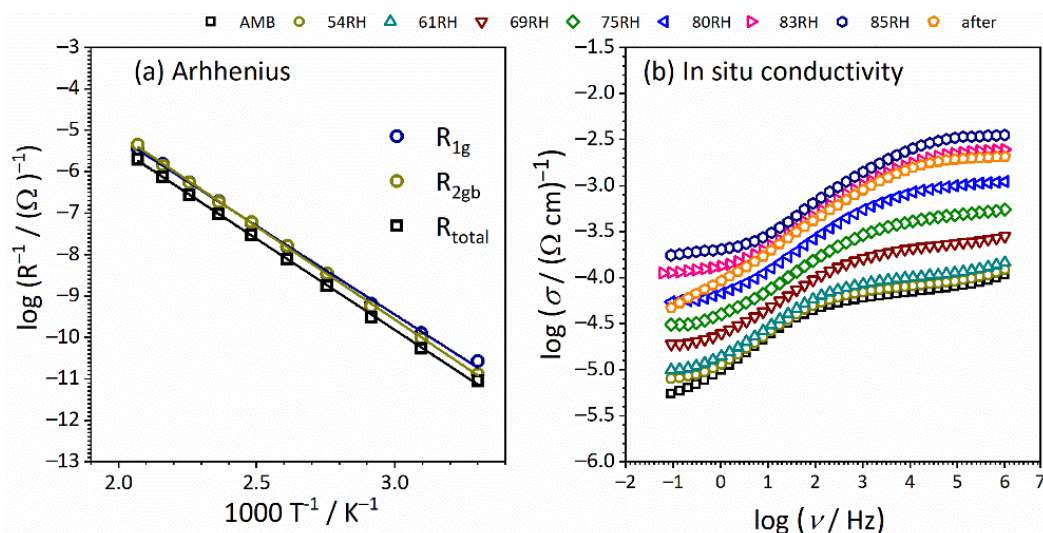 AMB 54RH 61RH 69RH 75RH 80RH 83RH 85RH after
(a) Arhhenius
R1g
R2gb
Rtotal
log (R⁻¹ / (Ω )⁻¹)
−3
−4
−5
−6
−7
−8
−9
−10
−11
−12
−13
2.0 2.5 3.0
1000 T⁻¹ / K⁻¹
(b) In situ conductivity
log (σ / (Ω cm)⁻¹
−1.5
−2.0
−2.5
−3.0
−3.5
−4.0
−4.5
−5.0
−5.5
−6.0
−2 −1 0 1 2 3 4 5 6 7
log (ν / Hz)